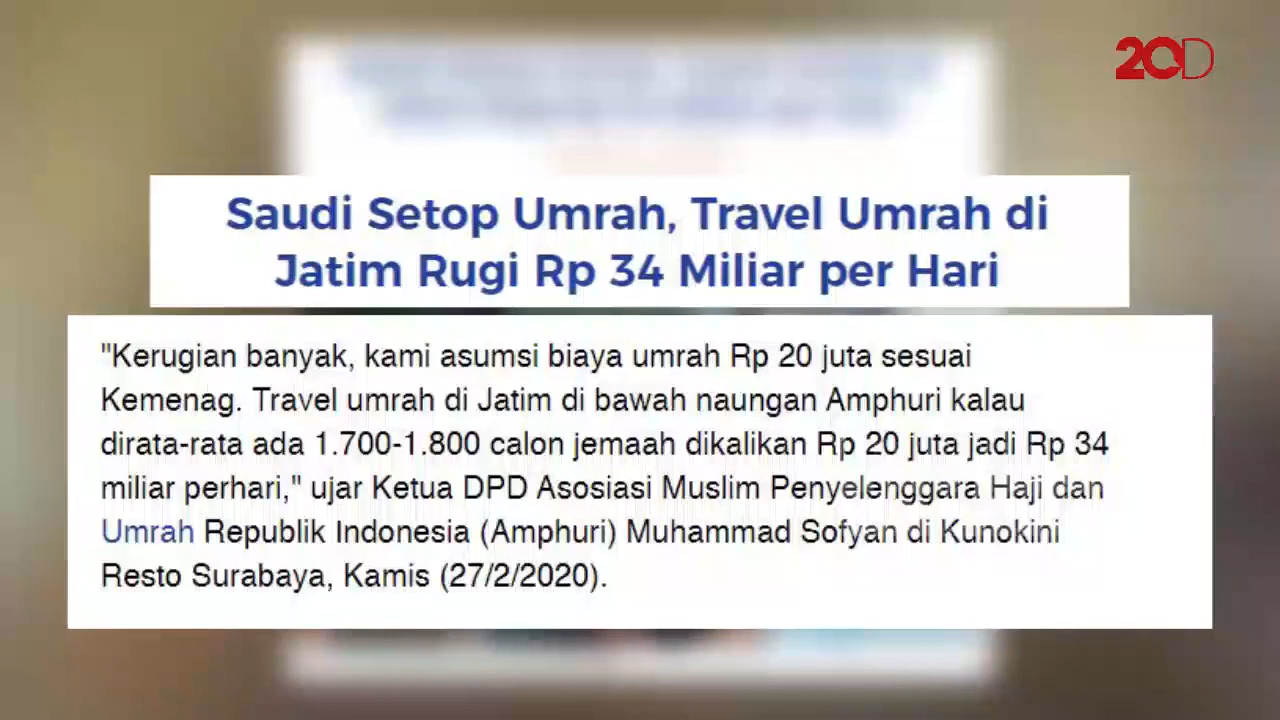 20D
Saudi Setop Umrah, Travel Umrah di
Jatim Rugi Rp 34 Miliar per Hari
"Kerugian banyak, kami asumsi biaya umrah Rp 20 juta sesuai
Kemenag. Travel umrah di Jatim di bawah naungan Amphuri kalau
dirata-rata ada 1.700-1.800 calon jemaah dikalikan Rp 20 juta jadi Rp 34
miliar perhari," ujar Ketua DPD Asosiasi Muslim Penyelenggara Haji dan
Umrah Republik Indonesia (Amphuri) Muhammad Sofyan di Kunokini
Resto Surabaya, Kamis (27/2/2020).